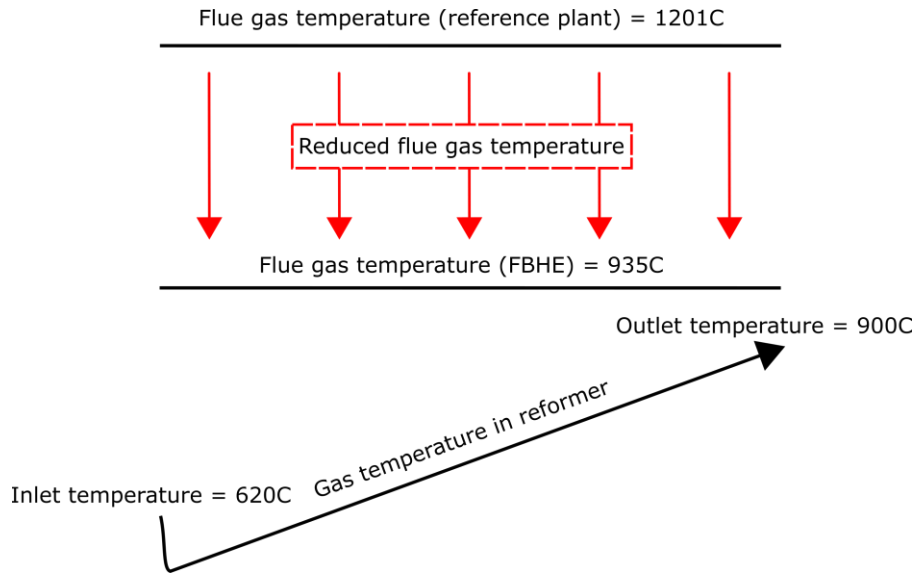 Flue gas temperature (reference plant) = 1201C
Reduced flue gas temperature
Flue gas temperature (FBHE) = 935C
Outlet temperature = 900C
Gas temperature in reformer
Inlet temperature = 620C